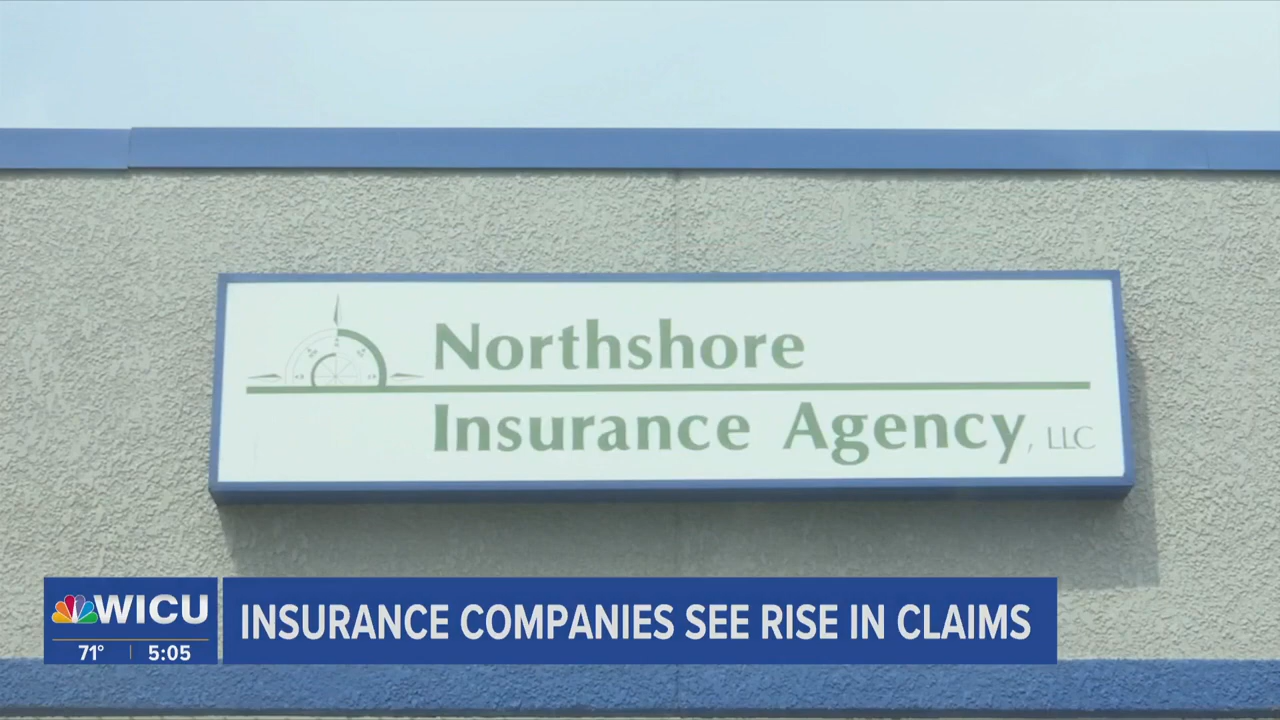 Northshore
Insurance Agency, LLC
WICU
71° 5:05
INSURANCE COMPANIES SEE RISE IN CLAIMS